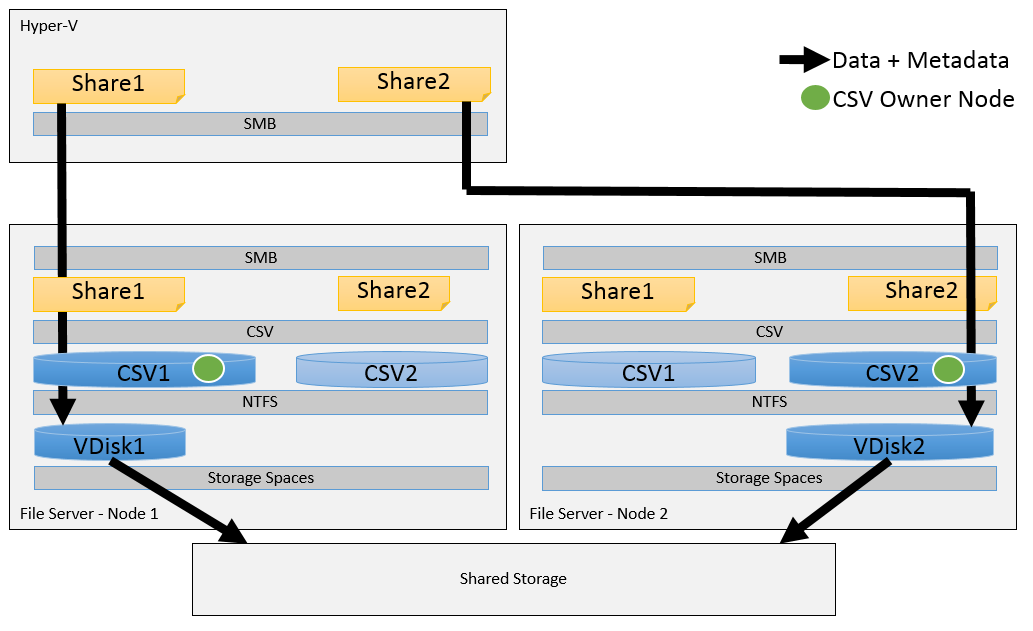 Hyper-V
Share1
Share2
SMB
Data + Metadata
CSV Owner Node
SMB
Share1
Share2
CSV
CSV1
CSV2
NTFS
VDisk1
Storage Spaces
File Server - Node 1
SMB
Share1
Share2
CSV
CSV1
CSV2
NTFS
VDisk2
Storage Spaces
File Server - Node 2
Shared Storage